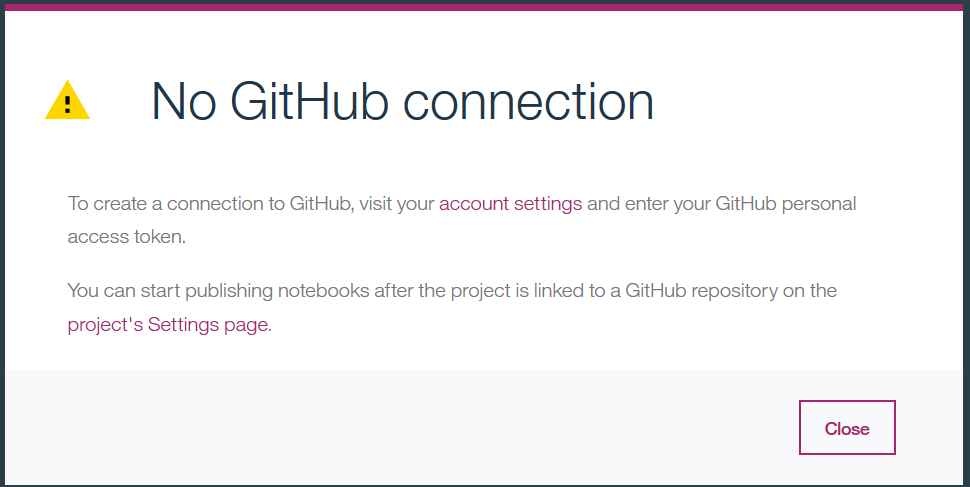 No GitHub connection
To create a connection to GitHub, visit your account settings and enter your GitHub personal
access token.
You can start publishing notebooks after the project is linked to a GitHub repository on the
project's Settings page.
Close